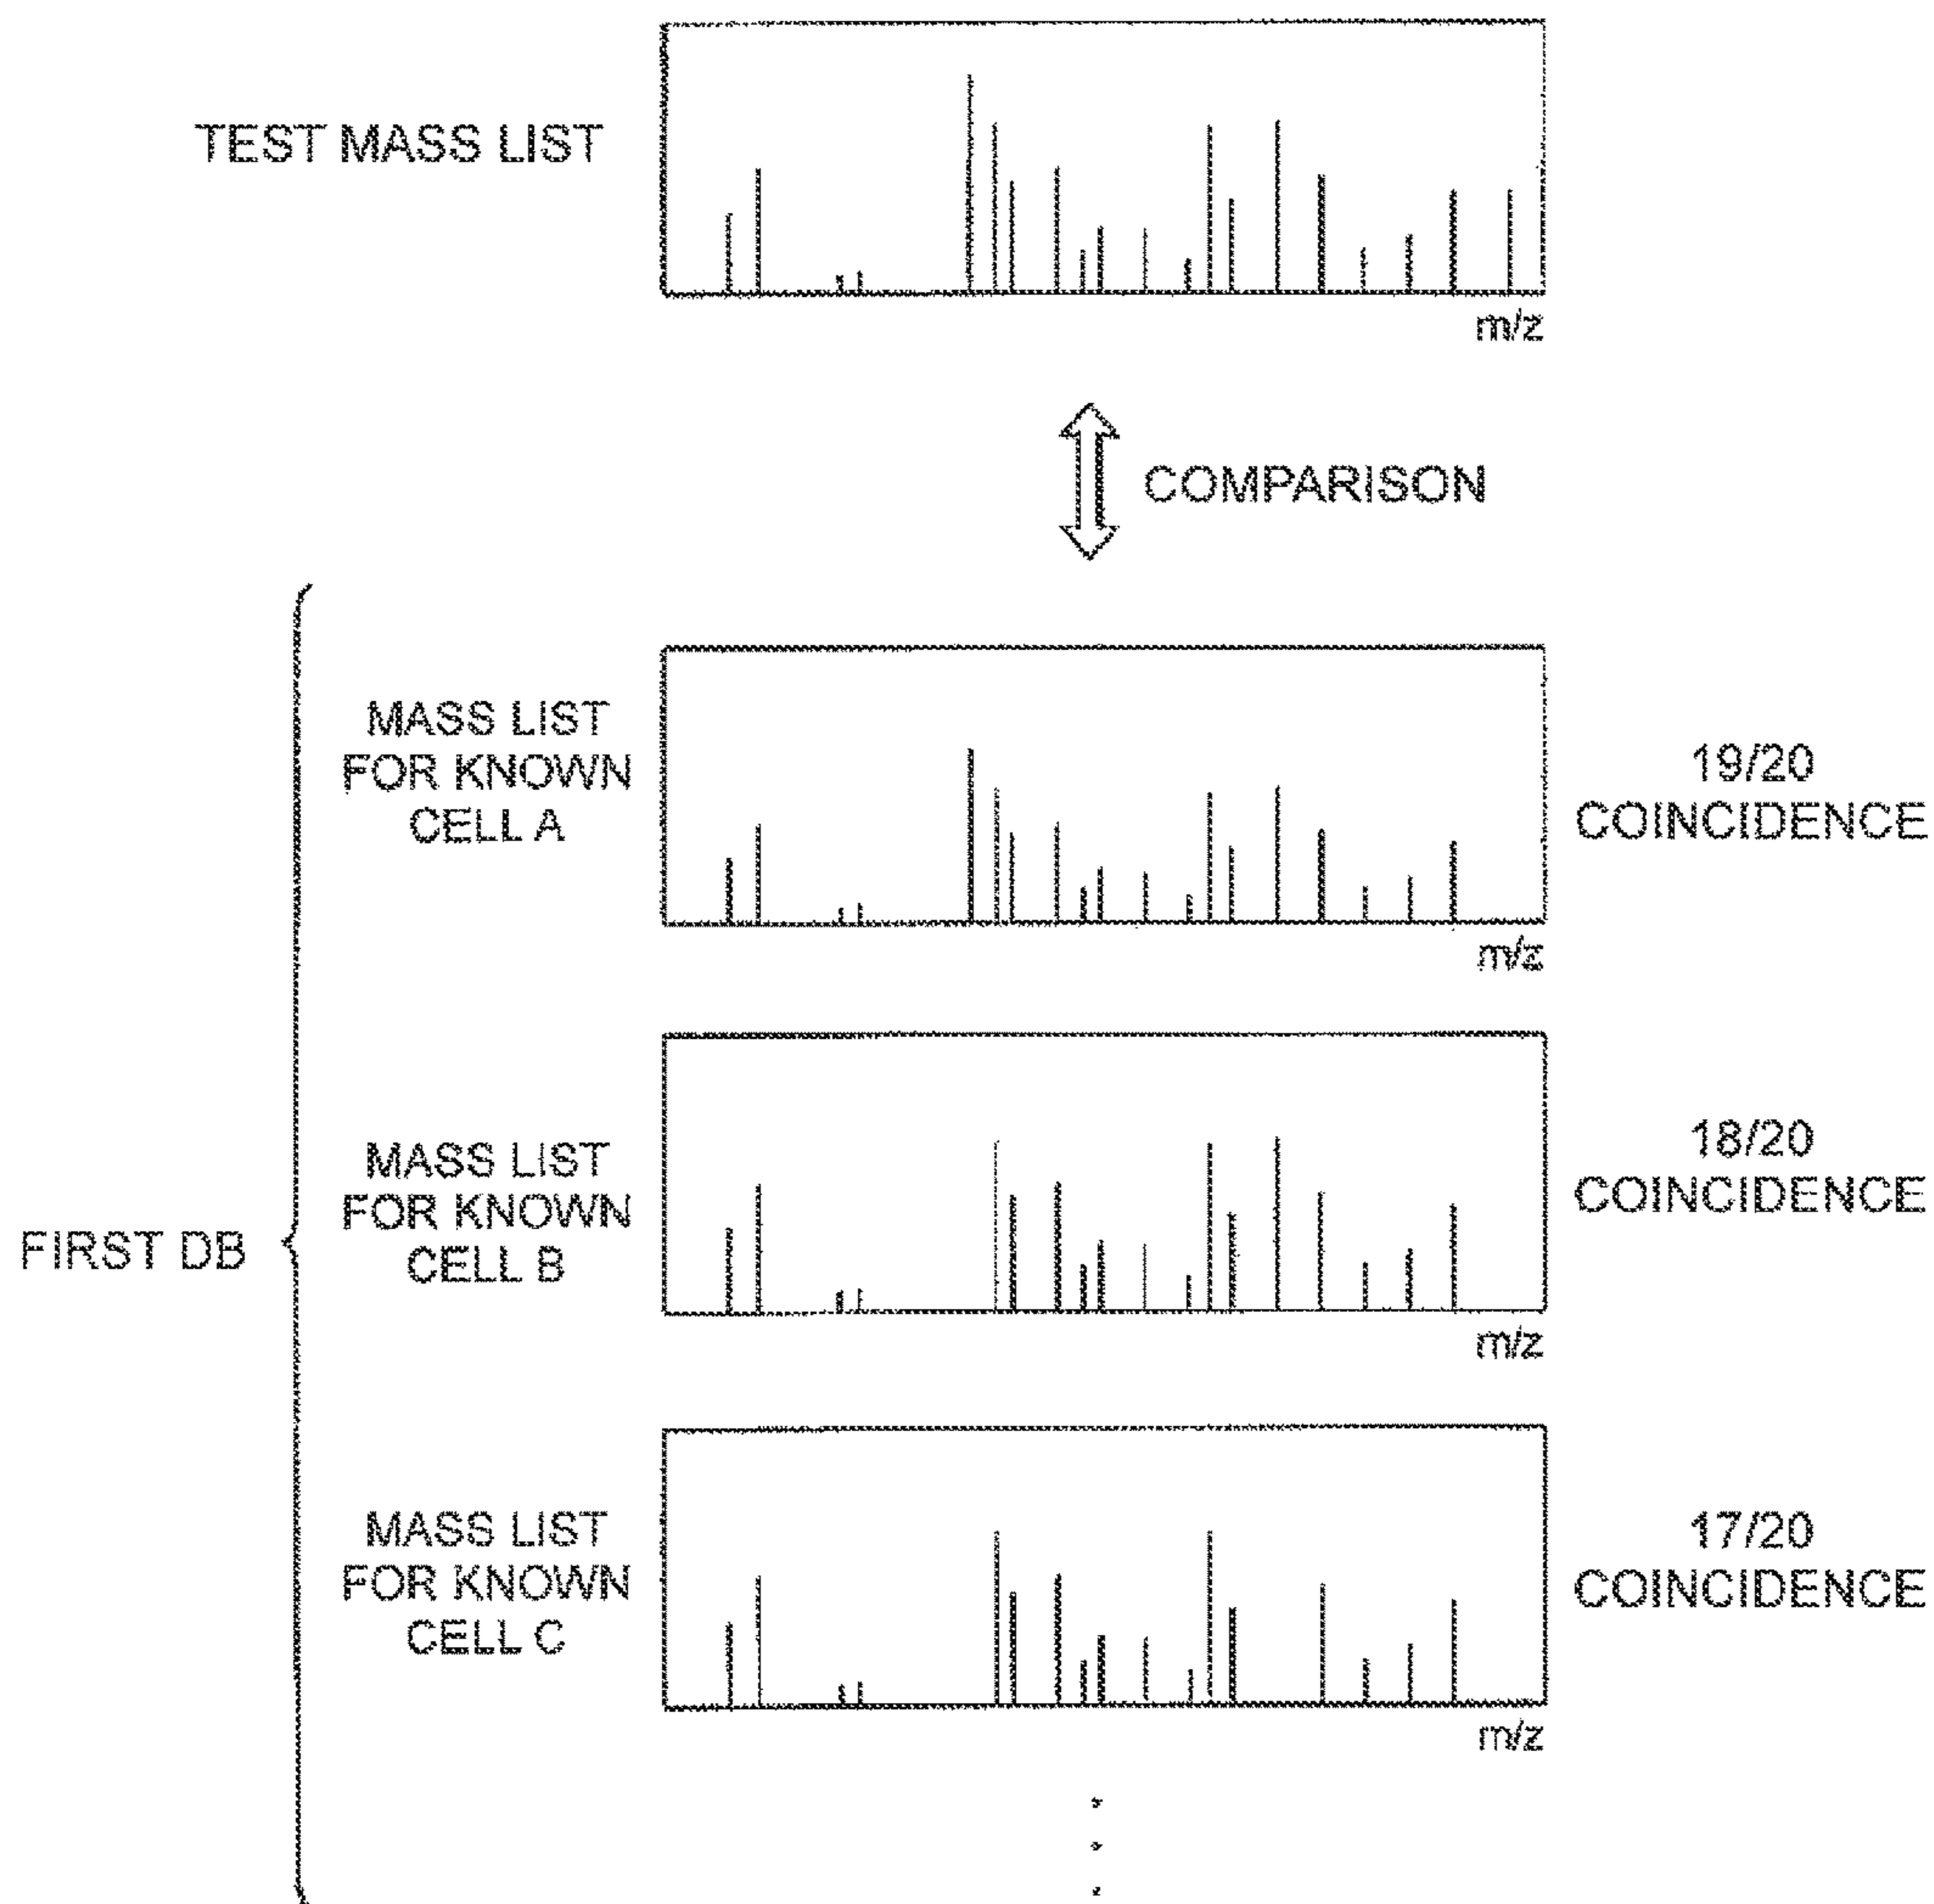 TEST MASS LIST
m/z
COMPARISON
FIRST DB
MASS LIST
FOR KNOWN
CELL A
19/20
COINCIDENCE
m/z
MASS LIST
FOR KNOWN
CELL B
18/20
COINCIDENCE
m/z
MASS LIST
FOR KNOWN
CELL C
17/20
COINCIDENCE
m/z